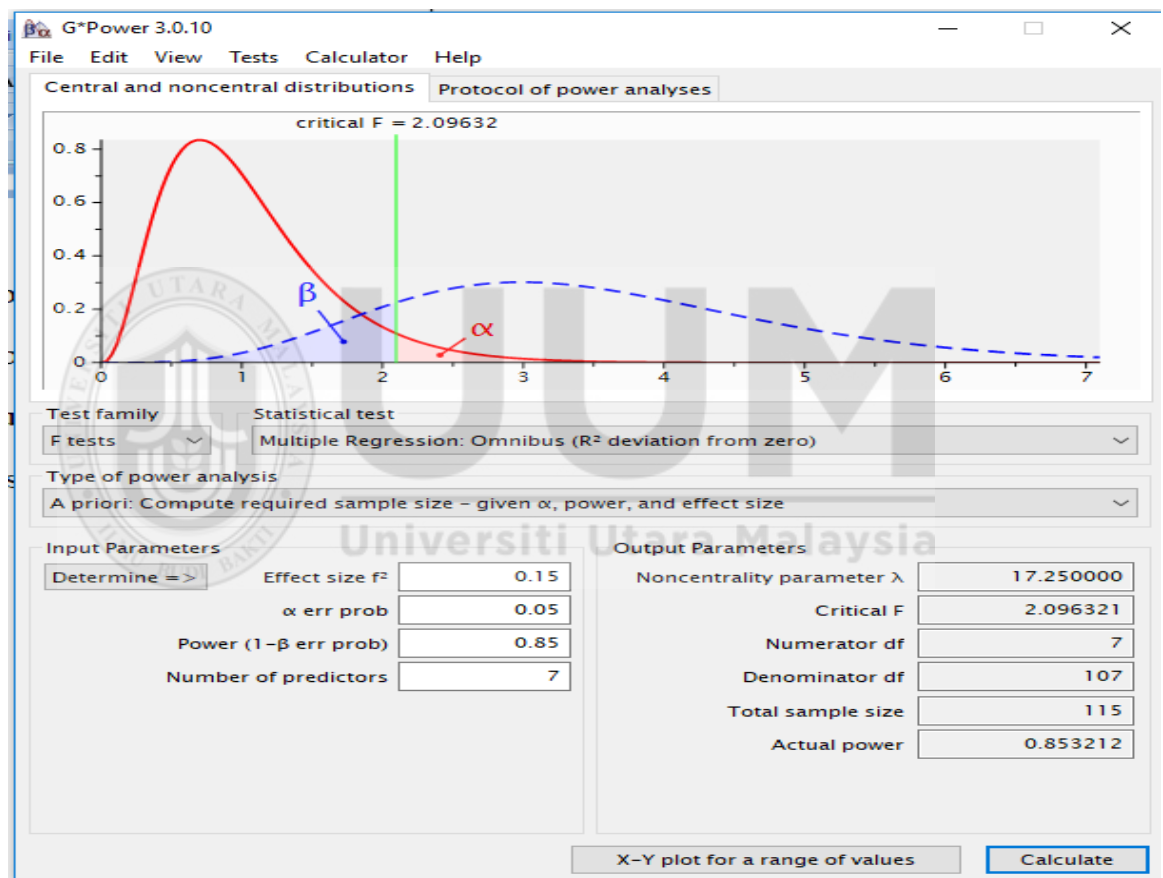 G*Power 3.0.10
File Edit View Tests Calculator Help
Central and noncentral distributions Protocol of power analyses
critical F = 2.09632
0.8
0.6
0.4
0.2
0
β
α
0 1 2 3 4 5 6 7
Test family Statistical test
F tests Multiple Regression: Omnibus (R² deviation from zero)
Type of power analysis
A priori: Compute required sample size – given α, power, and effect size
UNIVERSITI UTARA MALAYSIA
ILMU BUDI BAKTI
UUM
Universiti Utara Malaysia
Input Parameters
Determine =>
Effect size f² 0.15
α err prob 0.05
Power (1-β err prob) 0.85
Number of predictors 7
Output Parameters
Noncentrality parameter λ 17.250000
Critical F 2.096321
Numerator df 7
Denominator df 107
Total sample size 115
Actual power 0.853212
X-Y plot for a range of values Calculate